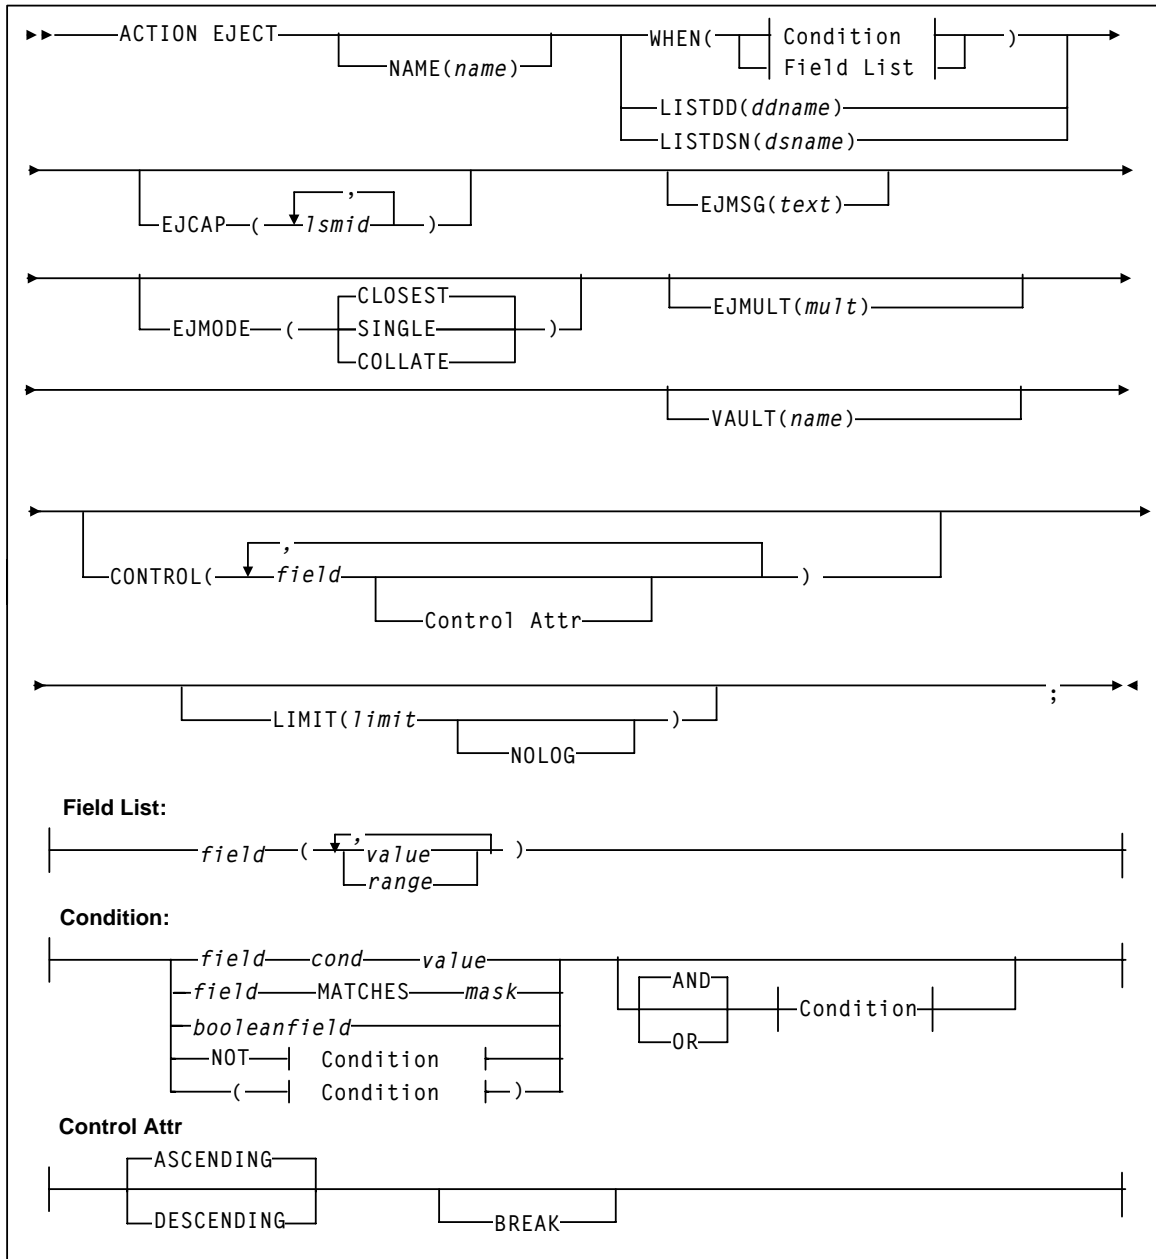 ACTION EJECT WHEN( Condition )
NAME(name) Field List
LISTDD(ddname)
LISTDSN(dsname)
,
EJCAP ( lsmid ) EJMSG(text)
CLOSEST
EJMODE ( SINGLE ) EJMULT(mult)
COLLATE
VAULT(name)
,
CONTROL( field )
Control Attr
;
LIMIT(limit )
NOLOG
Field List:
,
field ( value )
range
Condition:
field cond value
field MATCHES mask AND
booleanfield Condition
NOT Condition OR
( Condition )
Control Attr
ASCENDING
DESCENDING BREAK